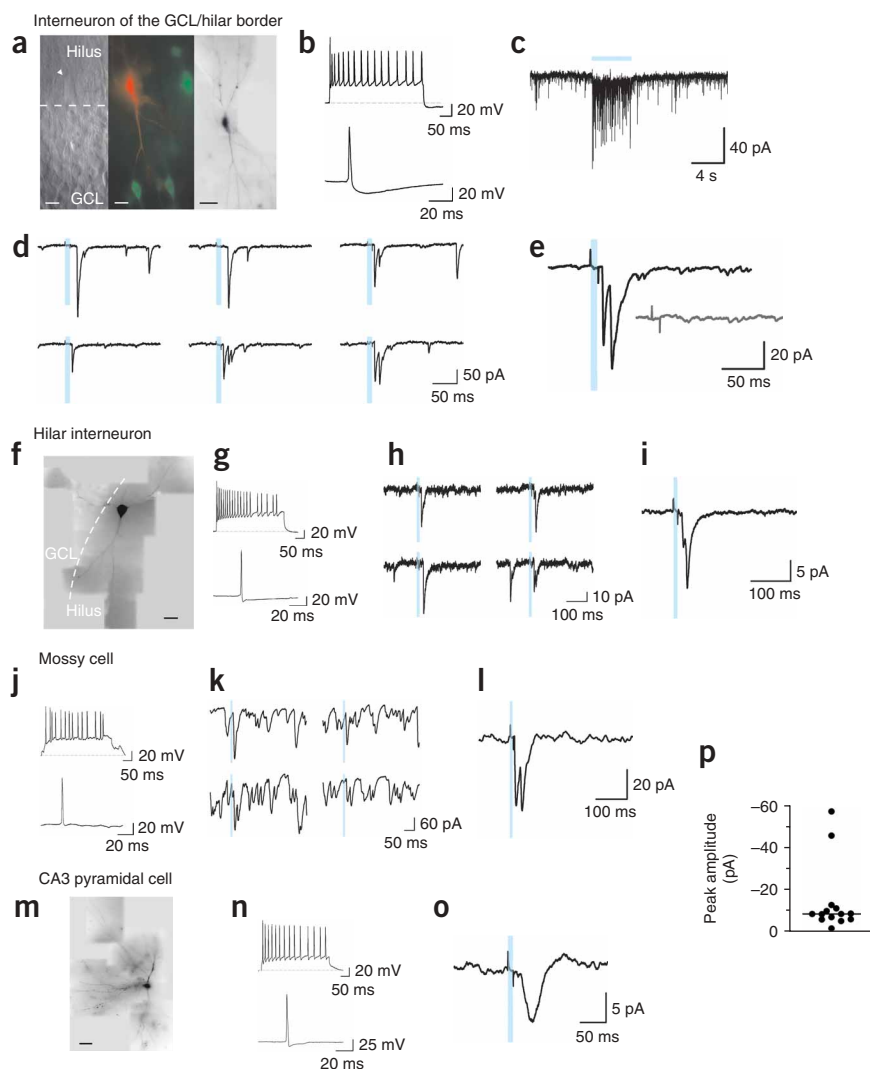 Interneuron of the GCL/hilar border
a
Hilus
GCL
b
20 mV
50 ms
20 mV
20 ms
c
40 pA
4 s
d
50 pA
50 ms
e
20 pA
50 ms
Hilar interneuron
f
GCL
Hilus
g
20 mV
50 ms
20 mV
20 ms
h
10 pA
100 ms
i
5 pA
100 ms
Mossy cell
j
20 mV
50 ms
20 mV
20 ms
k
60 pA
50 ms
l
20 pA
100 ms
CA3 pyramidal cell
m
n
20 mV
50 ms
25 mV
20 ms
o
5 pA
50 ms
p
Peak amplitude
(pA)
–60
–40
–20
0